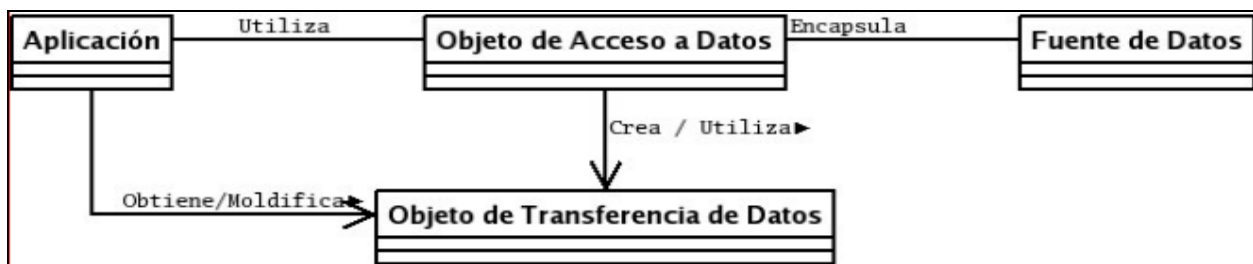 Aplicación
Utiliza
Objeto de Acceso a Datos
Encapsula
Fuente de Datos
Crea / Utiliza►
Obtiene/Moldifica►
Objeto de Transferencia de Datos